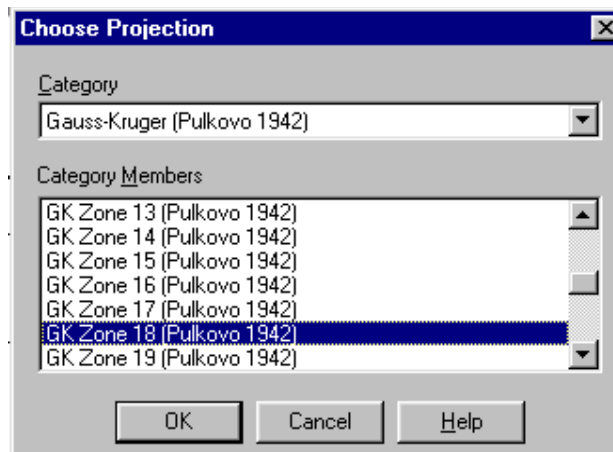 Choose Projection
Category
Gauss-Kruger (Pulkovo 1942)
Category Members
GK Zone 13 (Pulkovo 1942)
GK Zone 14 (Pulkovo 1942)
GK Zone 15 (Pulkovo 1942)
GK Zone 16 (Pulkovo 1942)
GK Zone 17 (Pulkovo 1942)
GK Zone 18 (Pulkovo 1942)
GK Zone 19 (Pulkovo 1942)
OK Cancel Help